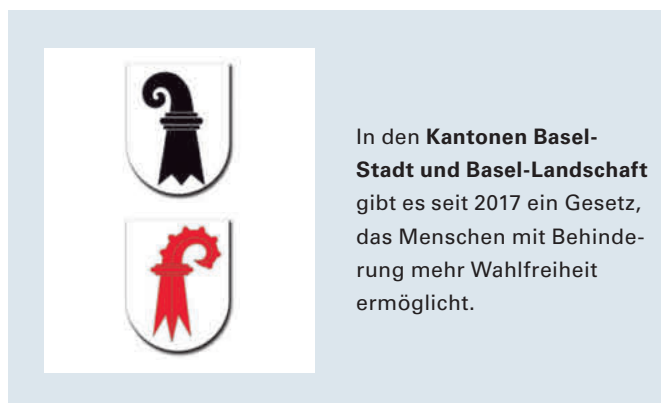 In den Kantonen Basel-
Stadt und Basel-Landschaft
gibt es seit 2017 ein Gesetz,
das Menschen mit Behinde-
rung mehr Wahlfreiheit
ermöglicht.